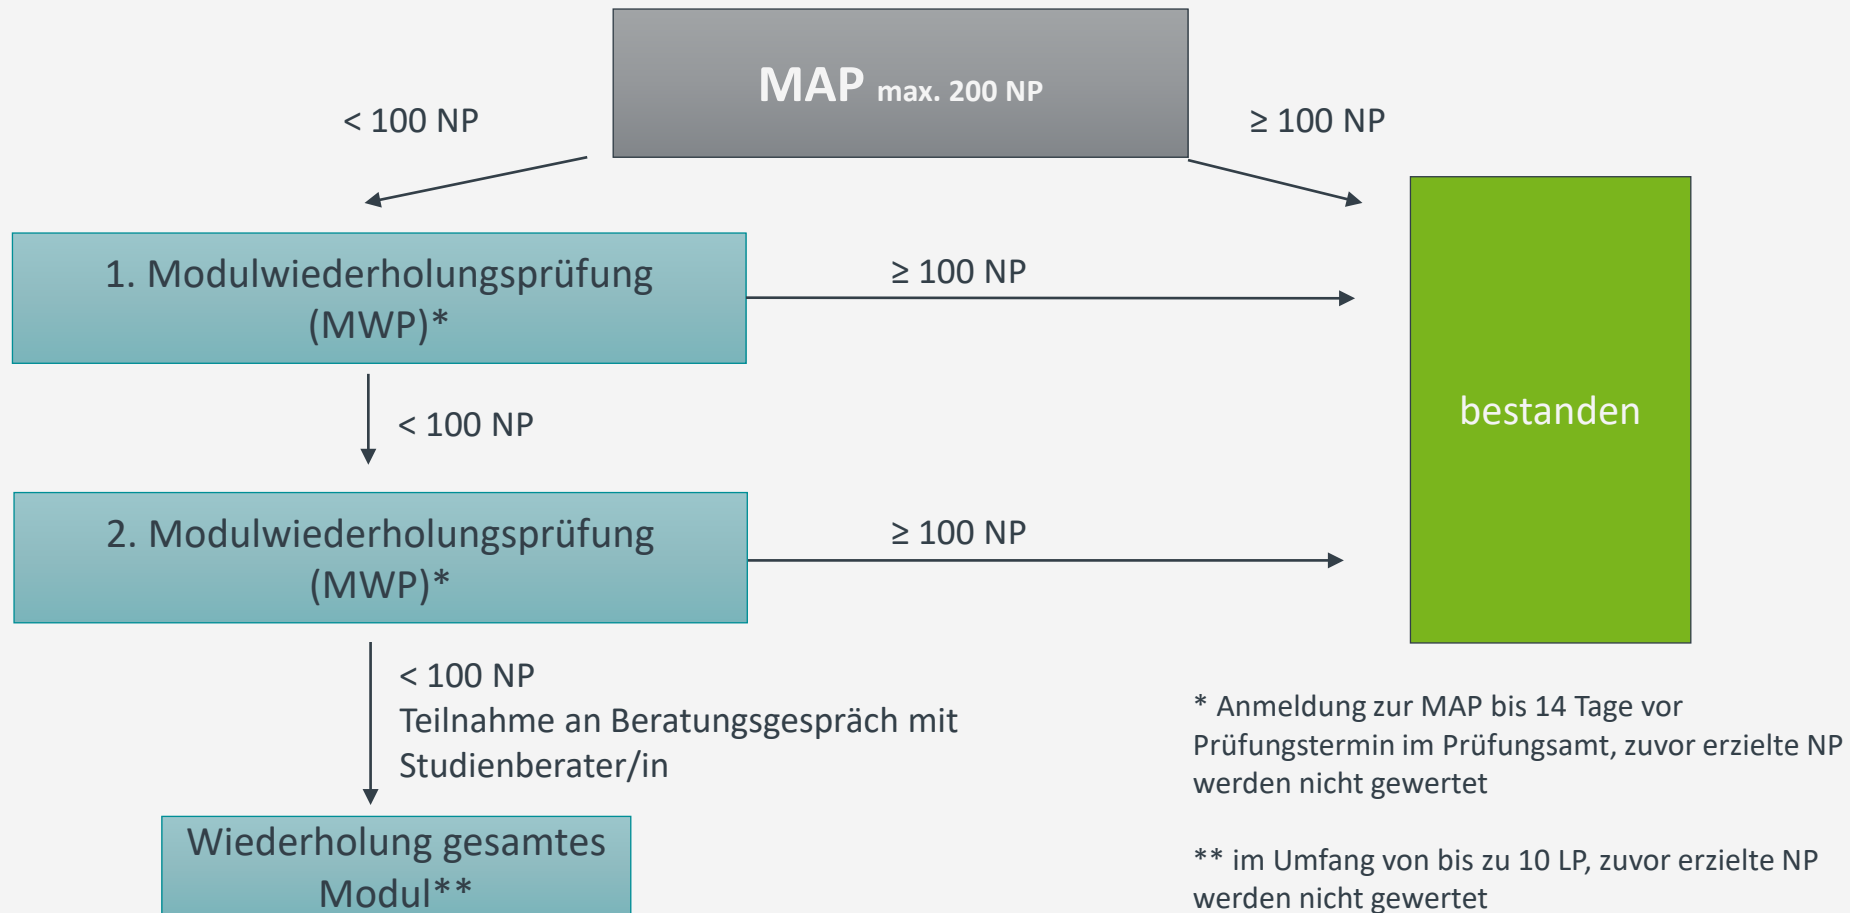 MAP max. 200 NP
< 100 NP
≥ 100 NP
1. Modulwiederholungsprüfung
(MWP)*
≥ 100 NP
< 100 NP
bestanden
2. Modulwiederholungsprüfung
(MWP)*
≥ 100 NP
< 100 NP
Teilnahme an Beratungsgespräch mit
Studienberater/in
* Anmeldung zur MAP bis 14 Tage vor
Prüfungstermin im Prüfungsamt, zuvor erzielte NP
werden nicht gewertet
Wiederholung gesamtes
Modul**
** im Umfang von bis zu 10 LP, zuvor erzielte NP
werden nicht gewertet